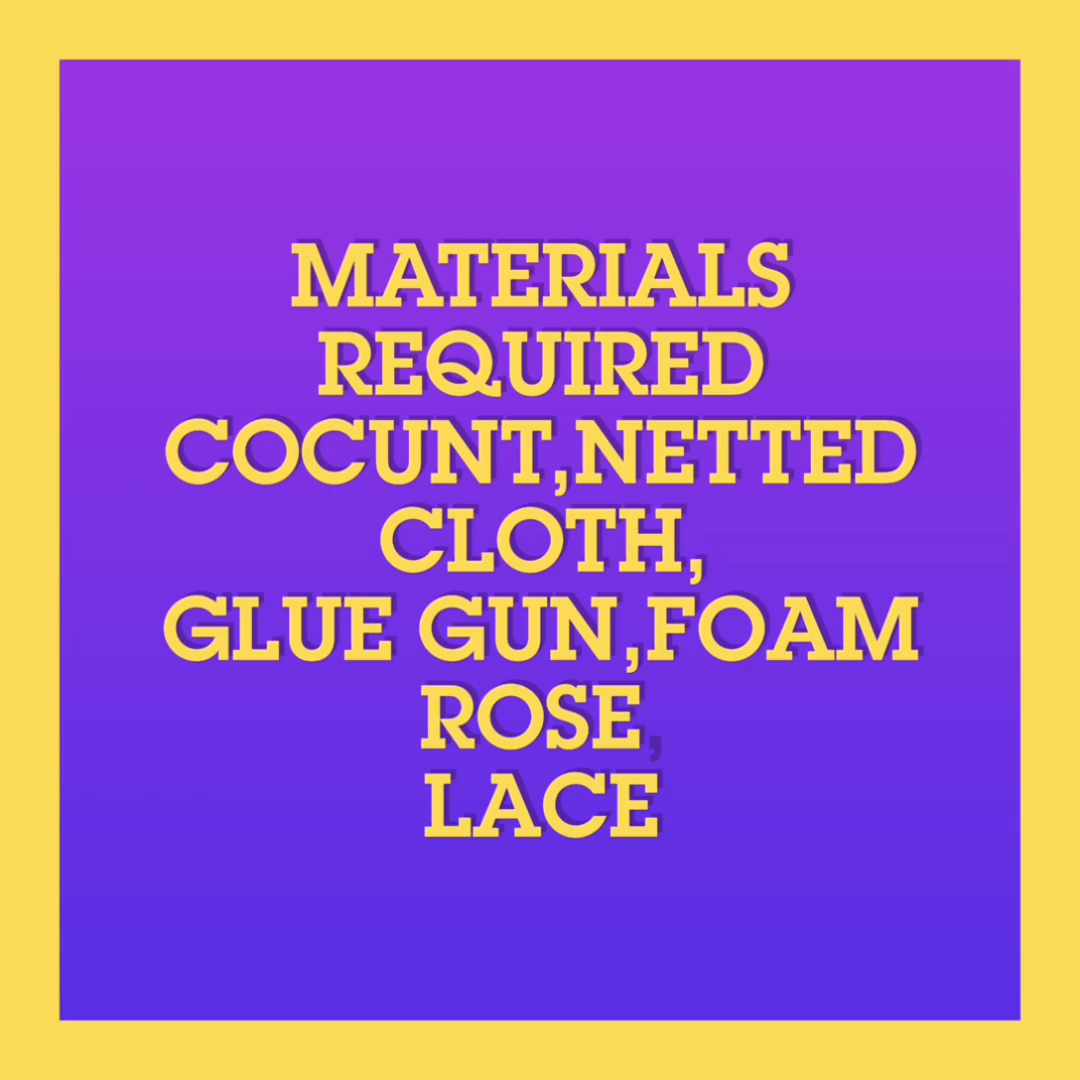 MATERIALS
REQUIRED
COCUNT,NETTED
CLOTH,
GLUE GUN,FOAM
ROSE,
LACE